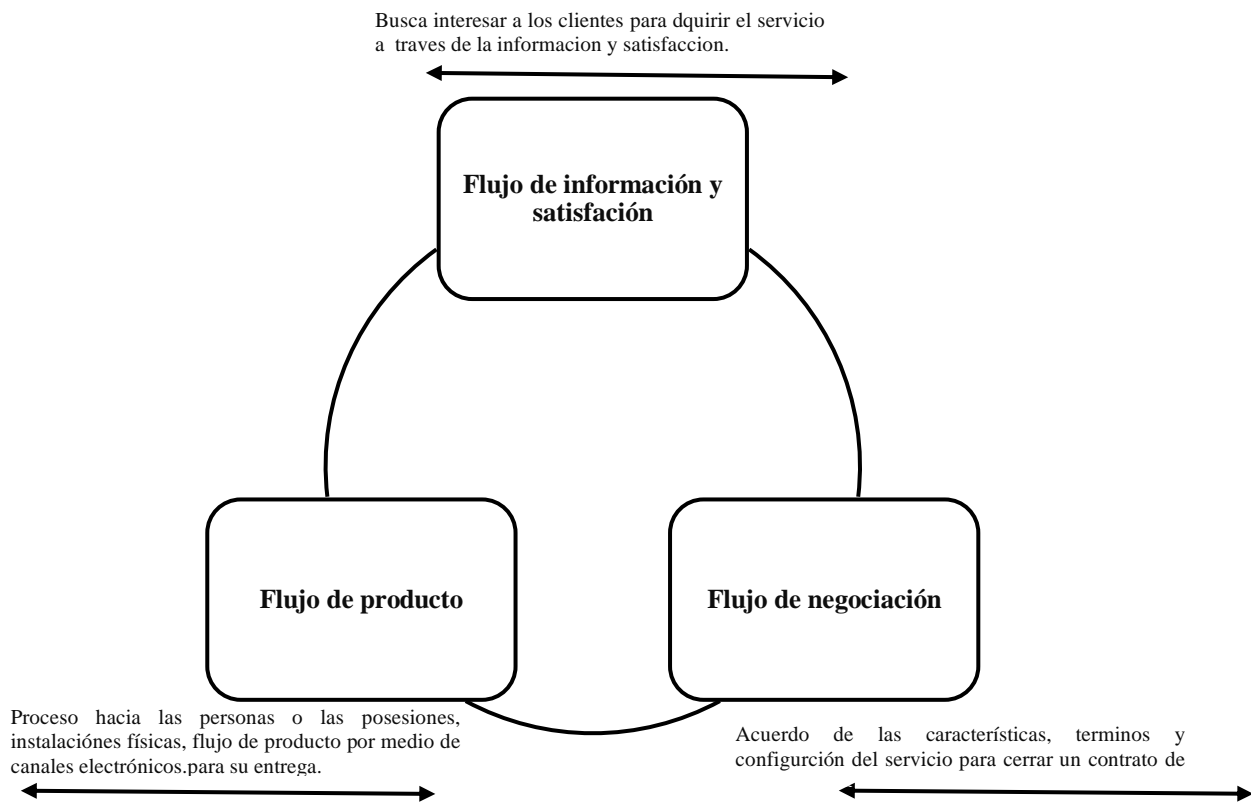 Busca interesar a los clientes para dquirir el servicio
a traves de la informacion y satisfaccion.
Flujo de información y
satisfación
Flujo de producto
Flujo de negociación
Proceso hacia las personas o las posesiones,
instalaciónes físicas, flujo de producto por medio de
canales electrónicos.para su entrega.
Acuerdo de las características, terminos y
configurción del servicio para cerrar un contrato de